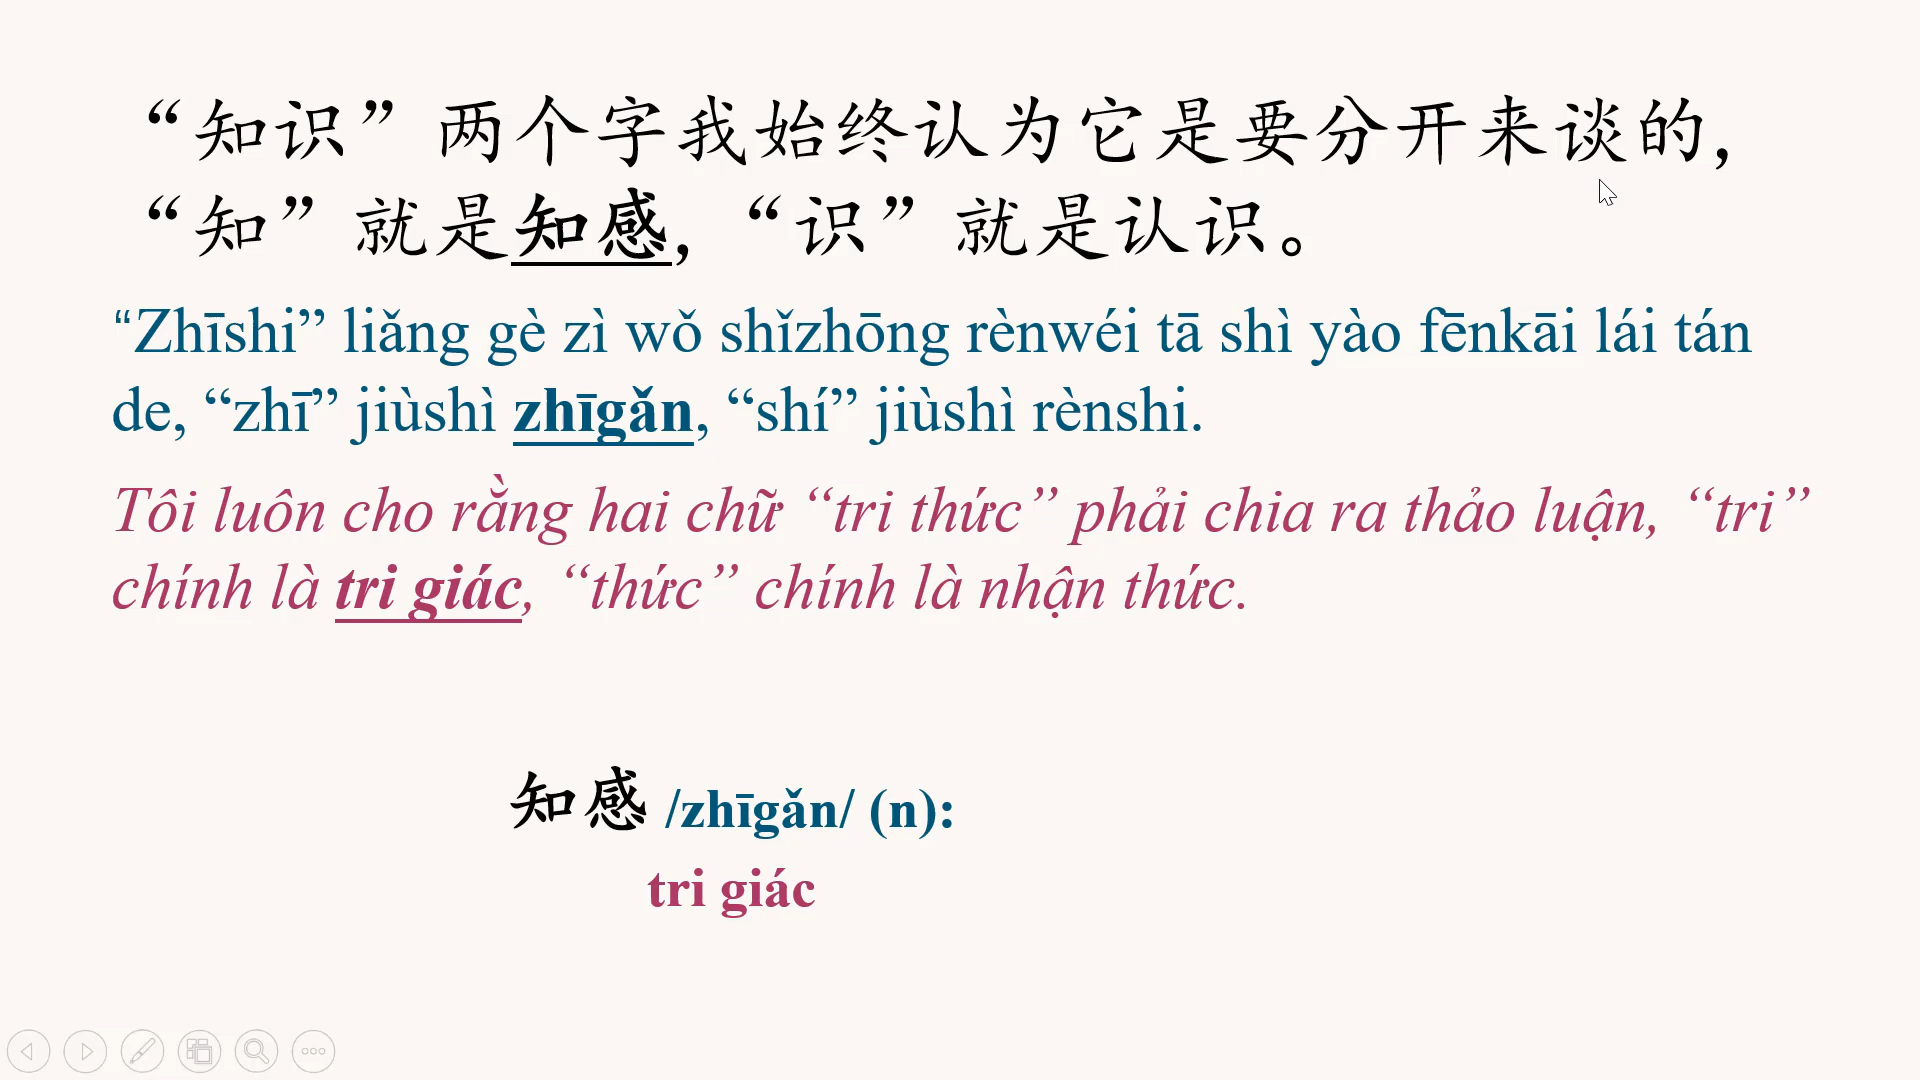 “知识”两个字我始终认为它是要分开来谈的,
“知”就是知感,“识”就是认识。
“Zhīshi” liǎng gè zì wǒ shǐzhōng rènwéi tā shì yào fēnkāi lái tán
de, “zhī” jiùshì zhīgǎn, “shí” jiùshì rènshi.
Tôi luôn cho rằng hai chữ “tri thức” phải chia ra thảo luận, “tri”
chính là tri giác, “thức” chính là nhận thức.
知感 /zhīgǎn/ (n):
tri giác